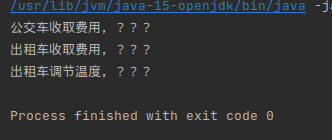 /usr/lib/jvm/java-15-openjdk/bin/java -ja
公交车收取费用，？？？
出租车收取费用，？？？
出租车调节温度，？？？
Process finished with exit code 0